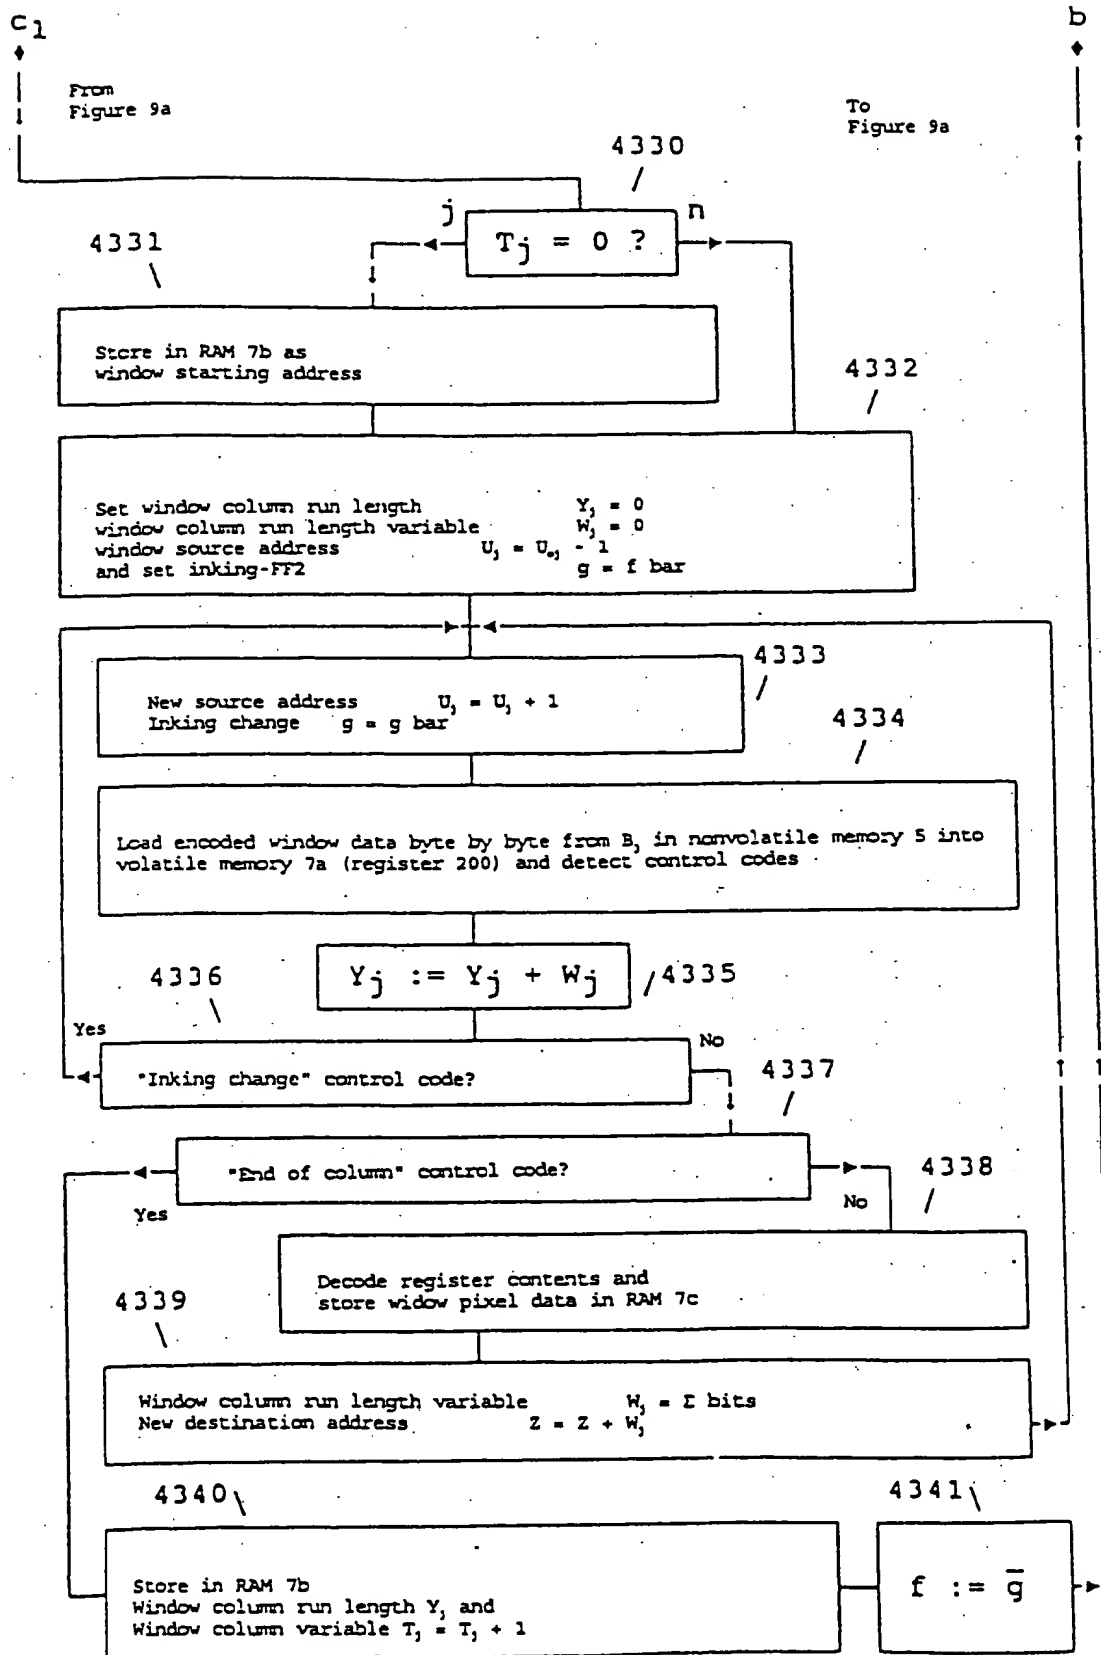 c1
b
From
Figure 9a
To
Figure 9a
4330
j
n
Tj = 0 ?
4331
Store in RAM 7b as
window starting address
4332
Set window column run length Yj = 0
window column run length variable Wj = 0
window source address Uj = Uoj - 1
and set inking-FF2 g = f bar
4333
New source address Uj = Uj + 1
Inking change g = g bar
4334
Load encoded window data byte by byte from Bj in nonvolatile memory 5 into
volatile memory 7a (register 200) and detect control codes
Yj := Yj + Wj
4335
4336
Yes
No
"Inking change" control code?
4337
"End of column" control code?
4338
Yes
No
Decode register contents and
store widow pixel data in RAM 7c
4339
Window column run length variable Wj = Σ bits
New destination address Z = Z + Wj
4340
4341
Store in RAM 7b
Window column run length Yj and
Window column variable Tj = Tj + 1
f := g̅